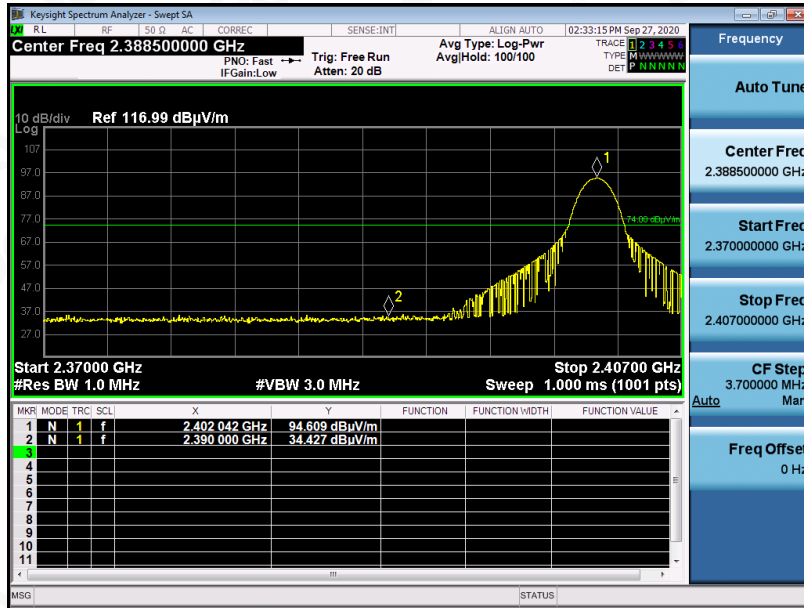 Keysight Spectrum Analyzer - Swept SA
LXI RL RF 50 Ω AC CORREC SENSE:INT ALIGN AUTO 02:33:15 PM Sep 27, 2020
Center Freq 2.388500000 GHz
PNO: Fast
IFGain:Low
Trig: Free Run
Atten: 20 dB
Avg Type: Log-Pwr
Avg|Hold: 100/100
TRACE 1 2 3 4 5 6
TYPE MWWWWW
DET P N N N N N
10 dB/div Ref 116.99 dBµV/m
Log
107
97.0
87.0
77.0
67.0
57.0
47.0
37.0
27.0
1
74.00 dBµV/m
2
Start 2.37000 GHz Stop 2.40700 GHz
#Res BW 1.0 MHz #VBW 3.0 MHz Sweep 1.000 ms (1001 pts)
MKR MODE TRC SCL X Y FUNCTION FUNCTION WIDTH FUNCTION VALUE
1 N 1 f 2.402 042 GHz 94.609 dBµV/m
2 N 1 f 2.390 000 GHz 34.427 dBµV/m
3
4
5
6
7
8
9
10
11
MSG STATUS
Frequency
Auto Tune
Center Freq
2.388500000 GHz
Start Freq
2.370000000 GHz
Stop Freq
2.407000000 GHz
CF Step
3.700000 MHz
Auto Man
Freq Offset
0 Hz